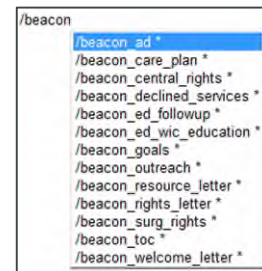 /beacon
/beacon_ad *
/beacon_care_plan *
/beacon_central_rights *
/beacon_declined_services *
/beacon_ed_followup *
/beacon_ed_wic_education *
/beacon_goals *
/beacon_outreach *
/beacon_resource_letter *
/beacon_rights_letter *
/beacon_surg_rights *
/beacon_toc *
/beacon_welcome_letter *